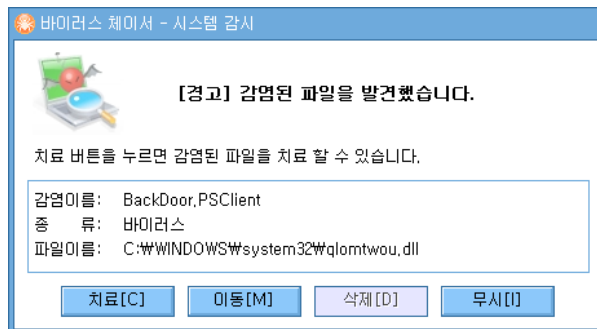 바이러스 체이서 - 시스템 감시
[경고] 감염된 파일을 발견했습니다.
치료 버튼을 누르면 감염된 파일을 치료 할 수 있습니다.
감염이름: BackDoor.PSClient
종 류: 바이러스
파일이름: C:₩WINDOWS₩system32₩qlomtwou.dll
치료[C] 이동[M] 삭제[D] 무시[I]